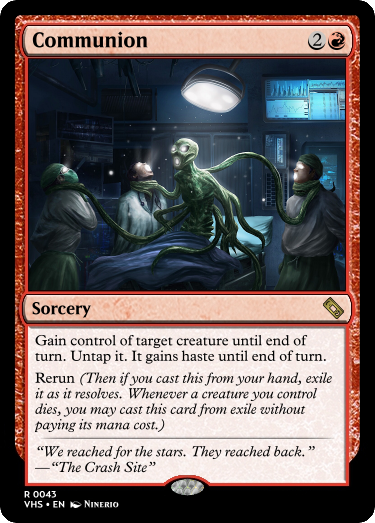 Communion 2
Sorcery
Gain control of target creature until end of
turn. Untap it. It gains haste until end of turn.
Rerun (Then if you cast this from your hand, exile
it as it resolves. Whenever a creature you control
dies, you may cast this card from exile without
paying its mana cost.)
“We reached for the stars. They reached back.”
—“The Crash Site”
R 0043
VHS • EN Ninerio